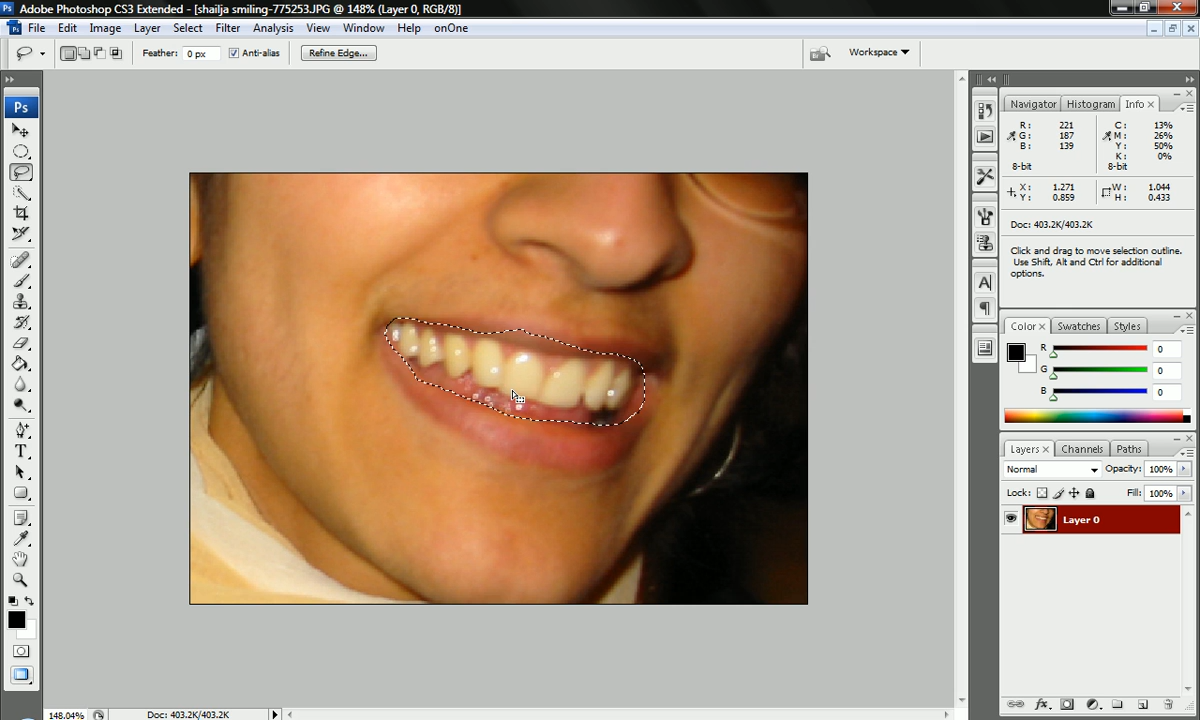 Ps Adobe Photoshop CS3 Extended - [shailja smiling-775253.JPG @ 148% (Layer 0, RGB/8)]
Ps File Edit Image Layer Select Filter Analysis View Window Help onOne
Feather: 0 px Anti-alias Refine Edge... Workspace
Ps
T
Navigator Histogram Info
R: 221 C: 13%
G: 187 M: 26%
B: 139 Y: 50%
K: 0%
8-bit 8-bit
X: 1.271 W: 1.044
Y: 0.859 H: 0.433
Doc: 403.2K/403.2K
Click and drag to move selection outline.
Use Shift, Alt and Ctrl for additional
options.
A
Color Swatches Styles
R 0
G 0
B 0
Layers Channels Paths
Normal Opacity: 100%
Lock: Fill: 100%
Layer 0
fx
148.04% Doc: 403.2K/403.2K